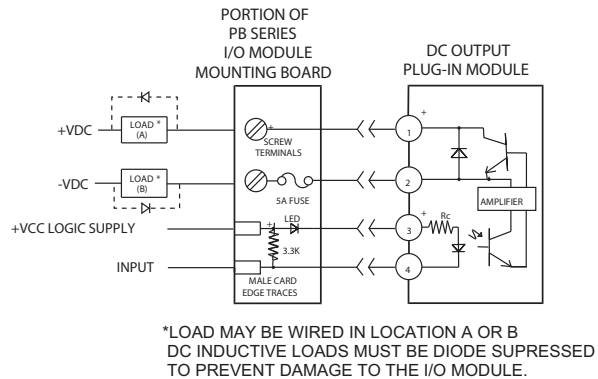 PORTION OF
PB SERIES
I/O MODULE
MOUNTING BOARD
DC OUTPUT
PLUG-IN MODULE
LOAD *
(A)
+VDC
+
SCREW
TERMINALS
1
+
LOAD *
(B)
-VDC
5A FUSE
2
AMPLIFIER
+VCC LOGIC SUPPLY
+
LED
3
+
Rc
3.3K
INPUT
4
MALE CARD
EDGE TRACES
*LOAD MAY BE WIRED IN LOCATION A OR B
DC INDUCTIVE LOADS MUST BE DIODE SUPRESSED
TO PREVENT DAMAGE TO THE I/O MODULE.